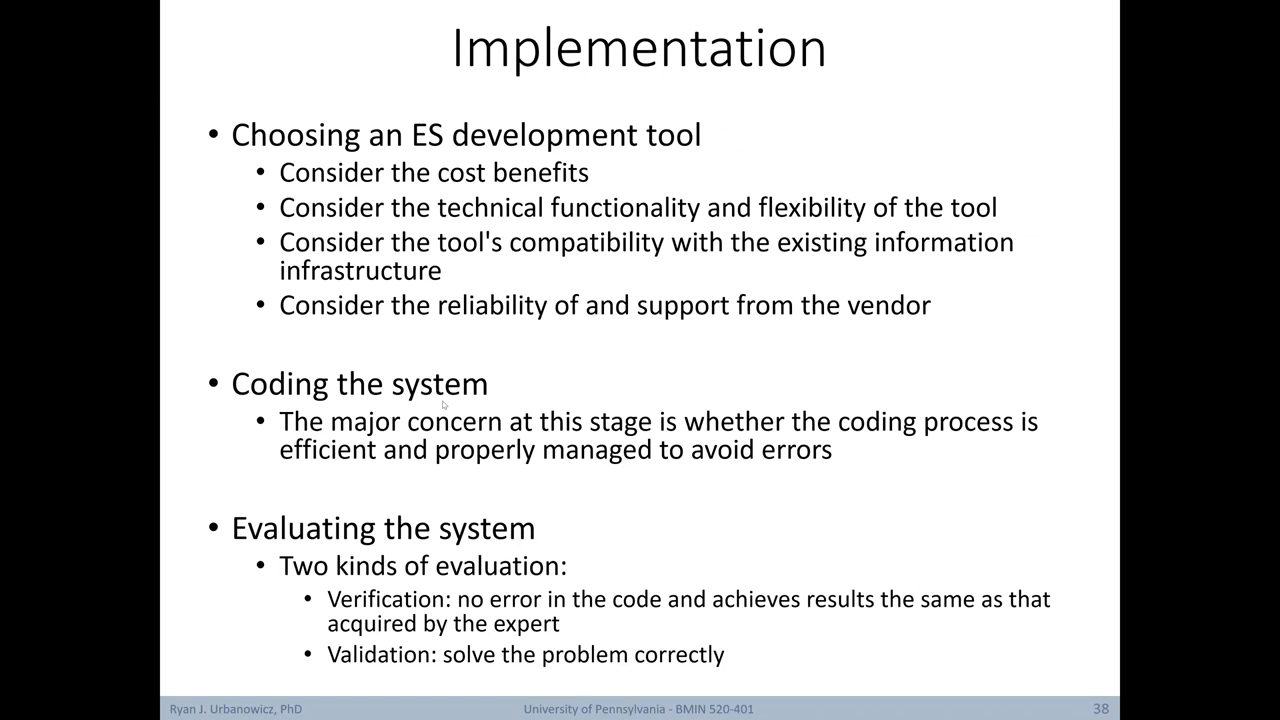 Implementation
• Choosing an ES development tool
• Consider the cost benefits
• Consider the technical functionality and flexibility of the tool
• Consider the tool's compatibility with the existing information
infrastructure
• Consider the reliability of and support from the vendor
• Coding the system
• The major concern at this stage is whether the coding process is
efficient and properly managed to avoid errors
• Evaluating the system
• Two kinds of evaluation:
• Verification: no error in the code and achieves results the same as that
acquired by the expert
• Validation: solve the problem correctly
Ryan J. Urbanowicz, PhD University of Pennsylvania - BMIN 520-401 38